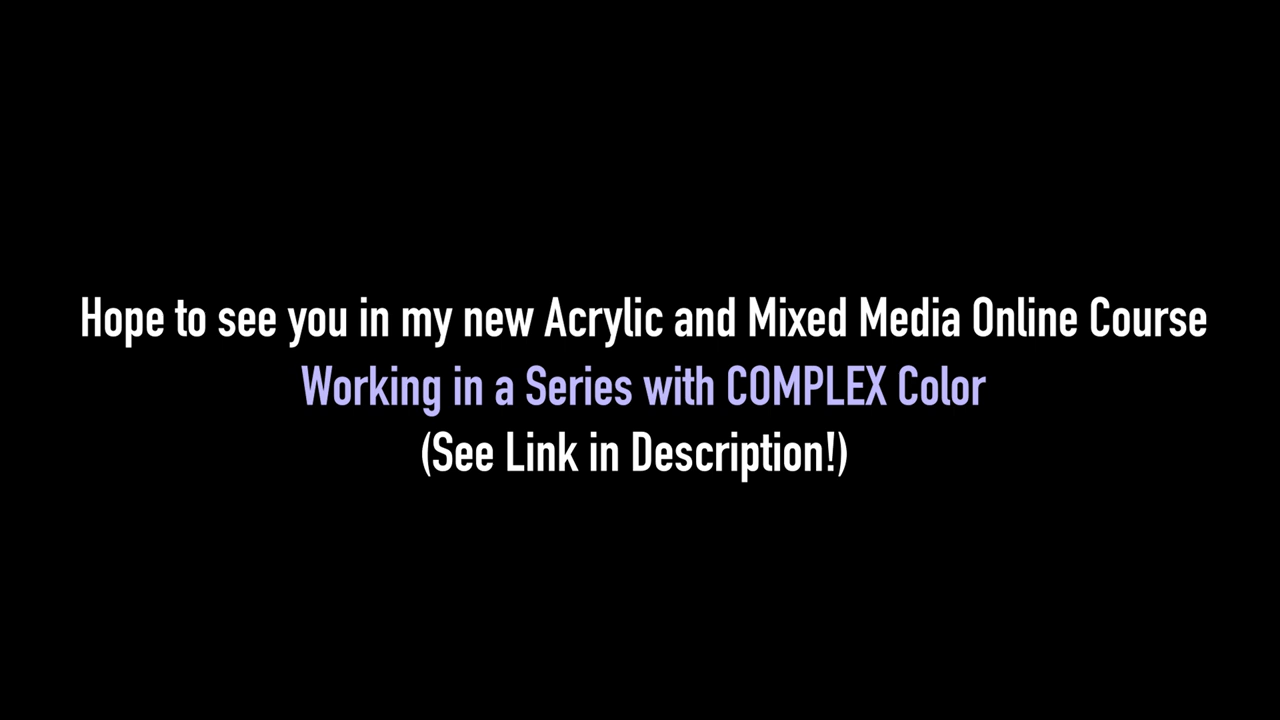 Hope to see you in my new Acrylic and Mixed Media Online Course
Working in a Series with COMPLEX Color
(See Link in Description!)